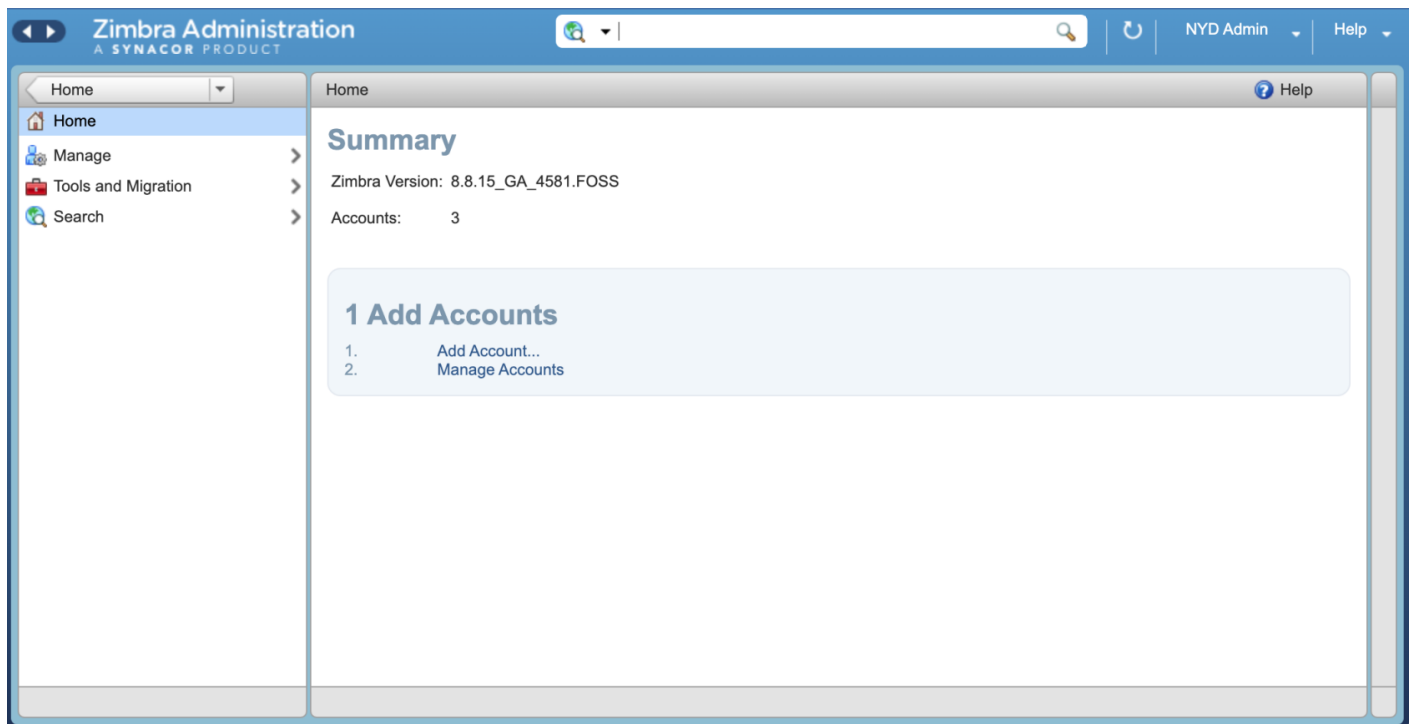 Zimbra Administration
A SYNACOR PRODUCT
NYD Admin
Help
Home
Home
Manage
Tools and Migration
Search
Home
Help
Summary
Zimbra Version: 8.8.15_GA_4581.FOSS
Accounts: 3
1 Add Accounts
1. Add Account...
2. Manage Accounts